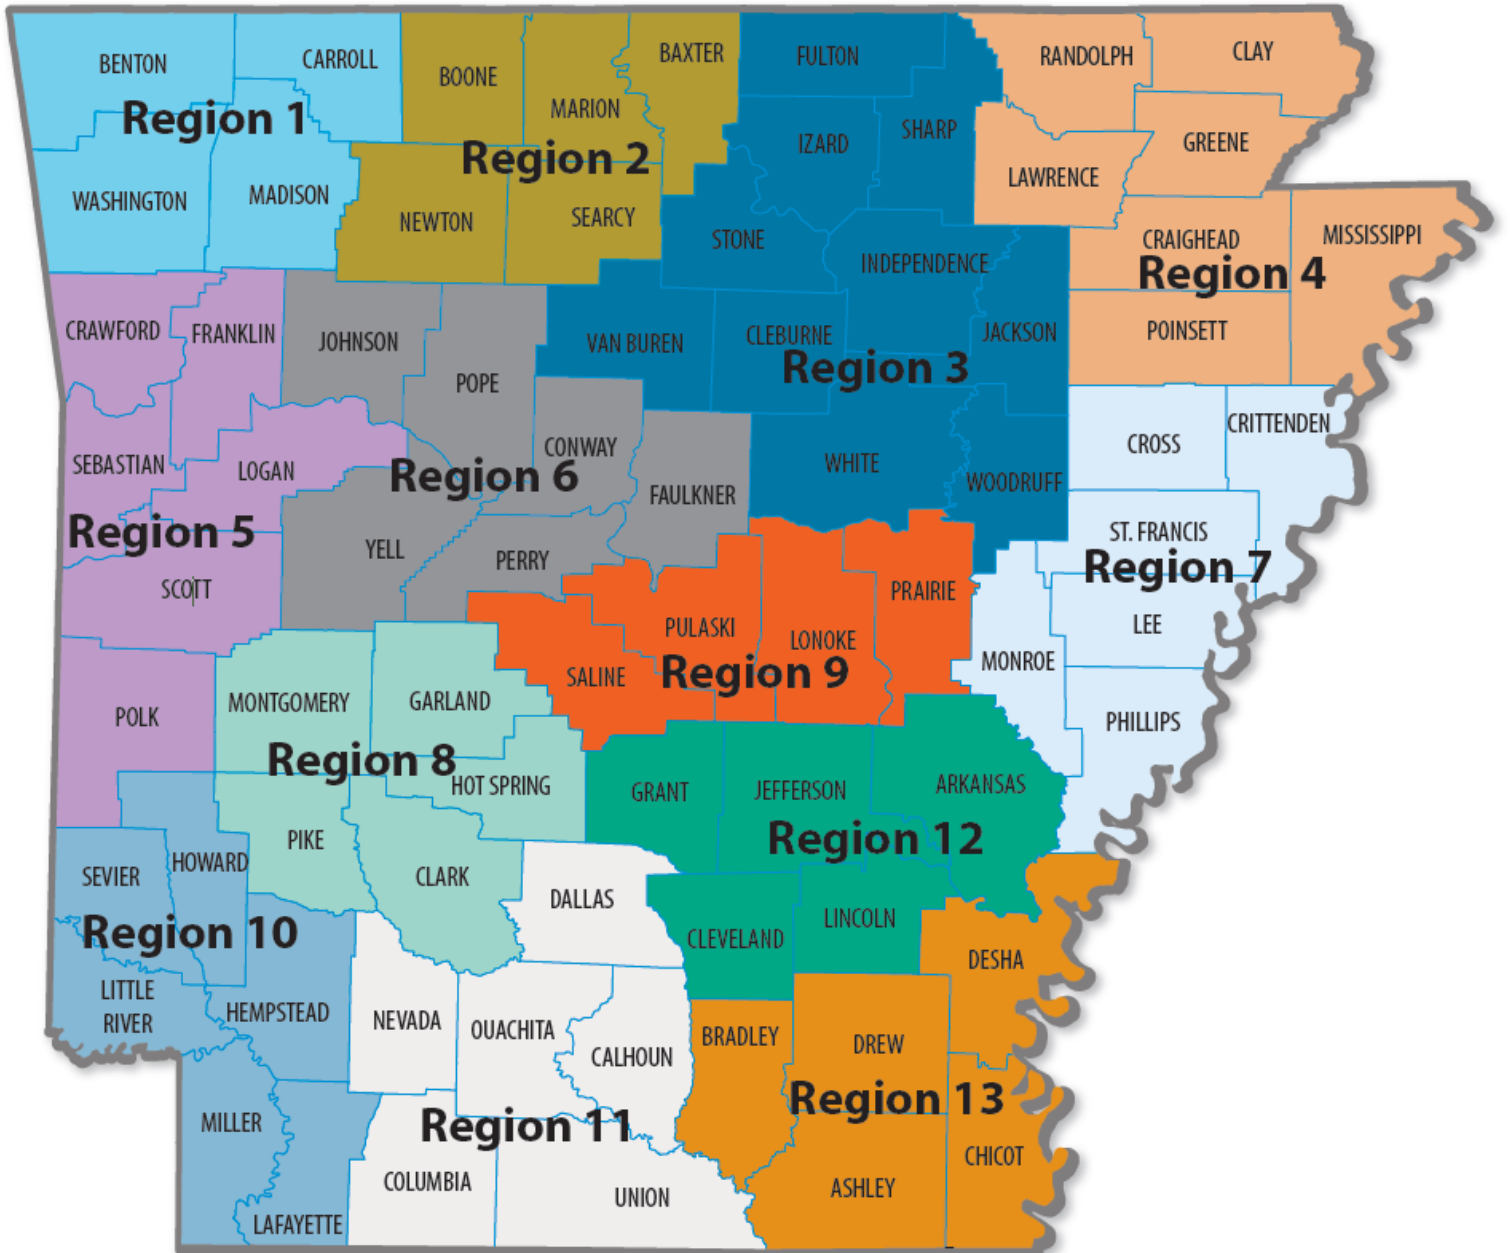 BENTON
CARROLL
BOONE
MARION
BAXTER
FULTON
RANDOLPH
CLAY
Region 1
IZARD
SHARP
GREENE
Region 2
LAWRENCE
WASHINGTON
MADISON
NEWTON
SEARCY
STONE
INDEPENDENCE
CRAIGHEAD
MISSISSIPPI
Region 4
CRAWFORD
FRANKLIN
JOHNSON
POPE
VAN BUREN
CLEBURNE
JACKSON
POINSETT
Region 3
SEBASTIAN
LOGAN
CONWAY
WHITE
WOODRUFF
CROSS
CRITTENDEN
Region 6
FAULKNER
Region 5
YELL
PERRY
ST. FRANCIS
Region 7
SCOTT
PULASKI
LONOKE
PRAIRIE
LEE
SALINE
Region 9
MONROE
POLK
MONTGOMERY
GARLAND
PHILLIPS
Region 8
HOT SPRING
GRANT
JEFFERSON
ARKANSAS
PIKE
Region 12
SEVIER
HOWARD
CLARK
DALLAS
CLEVELAND
LINCOLN
Region 10
DESHA
LITTLE
RIVER
HEMPSTEAD
NEVADA
OUACHITA
CALHOUN
BRADLEY
DREW
Region 13
MILLER
Region 11
COLUMBIA
UNION
ASHLEY
CHICOT
LAFAYETTE